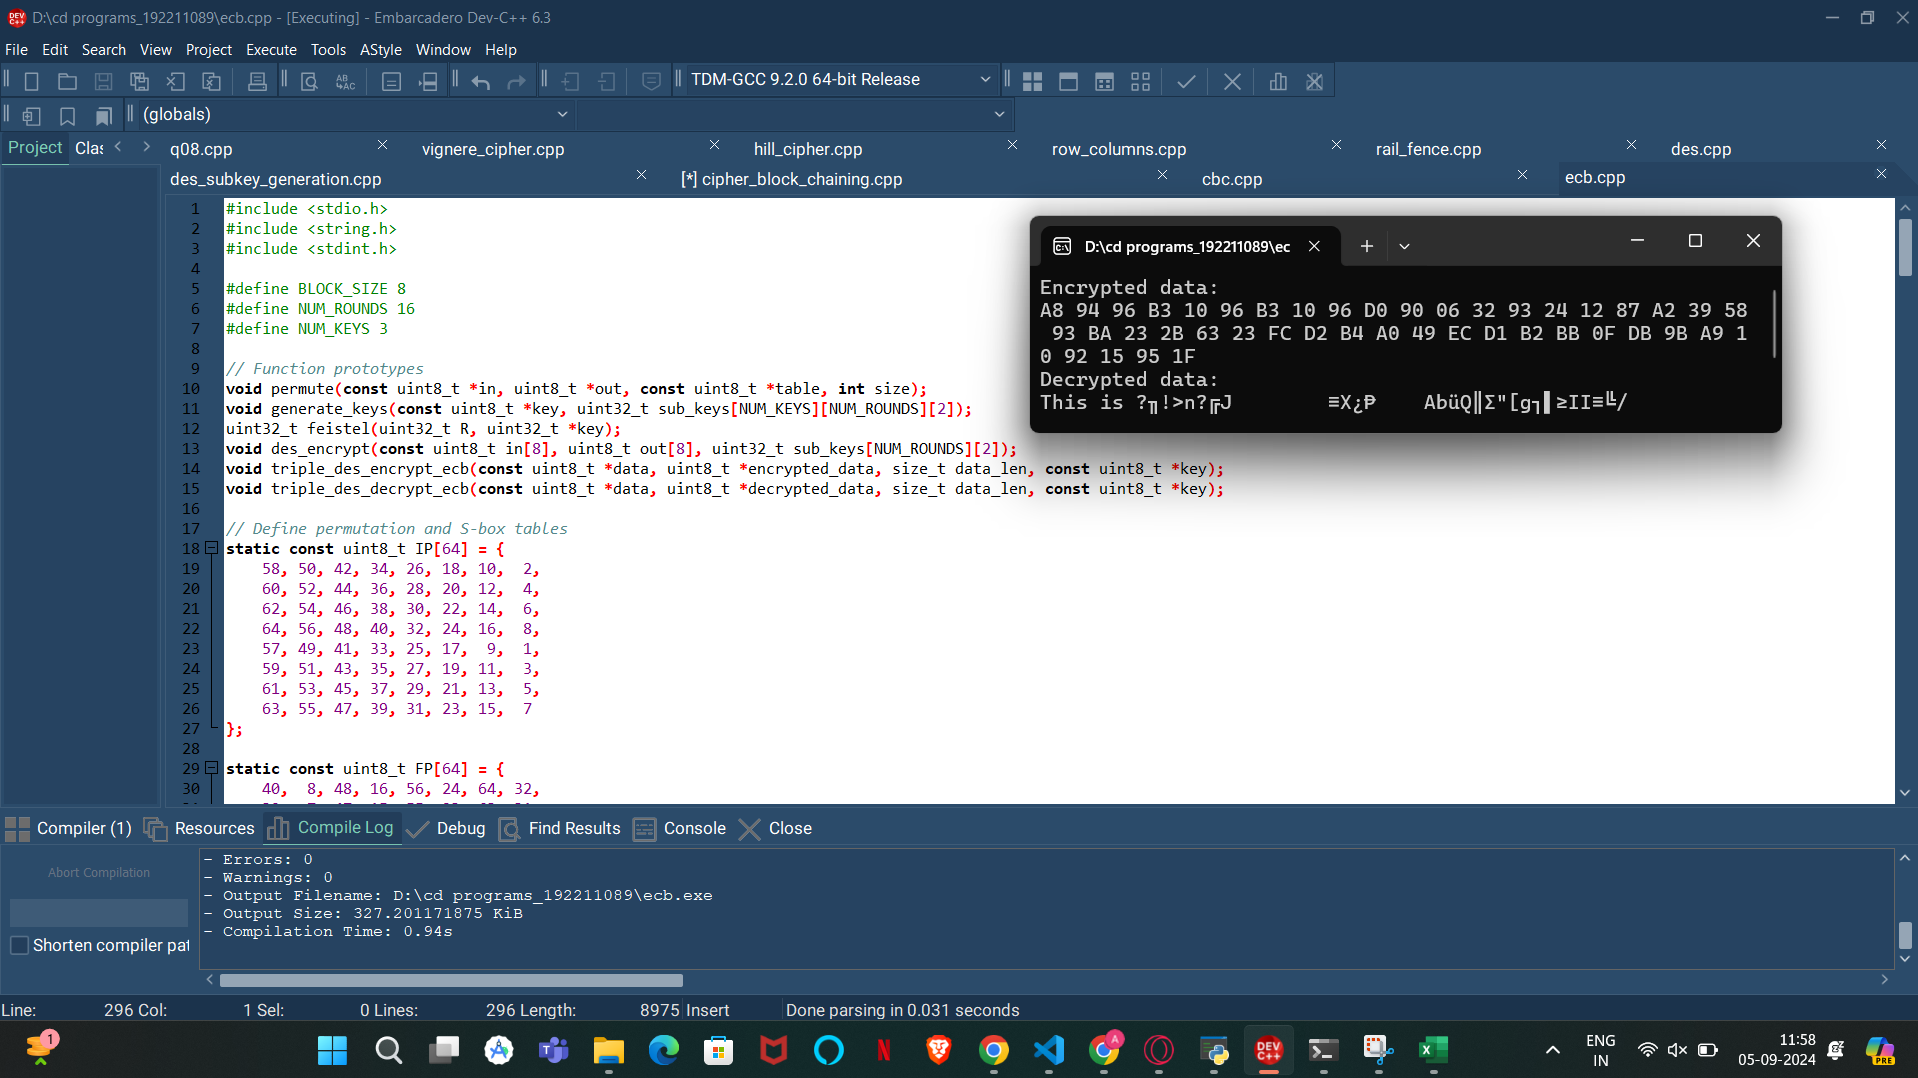 D:\cd programs_192211089\ecb.cpp - [Executing] - Embarcadero Dev-C++ 6.3
File Edit Search View Project Execute Tools AStyle Window Help
TDM-GCC 9.2.0 64-bit Release
(globals)
Project Clas
q08.cpp vignere_cipher.cpp hill_cipher.cpp row_columns.cpp rail_fence.cpp des.cpp
des_subkey_generation.cpp [*] cipher_block_chaining.cpp cbc.cpp ecb.cpp
1 #include <stdio.h>
2 #include <string.h>
3 #include <stdint.h>
4
5 #define BLOCK_SIZE 8
6 #define NUM_ROUNDS 16
7 #define NUM_KEYS 3
8
9 // Function prototypes
10 void permute(const uint8_t *in, uint8_t *out, const uint8_t *table, int size);
11 void generate_keys(const uint8_t *key, uint32_t sub_keys[NUM_KEYS][NUM_ROUNDS][2]);
12 uint32_t feistel(uint32_t R, uint32_t *key);
13 void des_encrypt(const uint8_t in[8], uint8_t out[8], uint32_t sub_keys[NUM_ROUNDS][2]);
14 void triple_des_encrypt_ecb(const uint8_t *data, uint8_t *encrypted_data, size_t data_len, const uint8_t *key);
15 void triple_des_decrypt_ecb(const uint8_t *data, uint8_t *decrypted_data, size_t data_len, const uint8_t *key);
16
17 // Define permutation and S-box tables
18 static const uint8_t IP[64] = {
19 58, 50, 42, 34, 26, 18, 10, 2,
20 60, 52, 44, 36, 28, 20, 12, 4,
21 62, 54, 46, 38, 30, 22, 14, 6,
22 64, 56, 48, 40, 32, 24, 16, 8,
23 57, 49, 41, 33, 25, 17, 9, 1,
24 59, 51, 43, 35, 27, 19, 11, 3,
25 61, 53, 45, 37, 29, 21, 13, 5,
26 63, 55, 47, 39, 31, 23, 15, 7
27 };
28
29 static const uint8_t FP[64] = {
30 40, 8, 48, 16, 56, 24, 64, 32,
D:\cd programs_192211089\ec
Encrypted data:
A8 94 96 B3 10 96 B3 10 96 D0 90 06 32 93 24 12 87 A2 39 58
93 BA 23 2B 63 23 FC D2 B4 A0 49 EC D1 B2 BB 0F DB 9B A9 1
0 92 15 95 1F
Decrypted data:
This is ?╖!>n?╔J ≡X¿₧ AbüQ║Σ"[g┐▌≥II≡╚/
Compiler (1) Resources Compile Log Debug Find Results Console Close
Abort Compilation
Shorten compiler pat
- Errors: 0
- Warnings: 0
- Output Filename: D:\cd programs_192211089\ecb.exe
- Output Size: 327.201171875 KiB
- Compilation Time: 0.94s
Line: 296 Col: 1 Sel: 0 Lines: 296 Length: 8975 Insert Done parsing in 0.031 seconds
1
A
DEV
C++
PRE
ENG
IN
11:58
05-09-2024